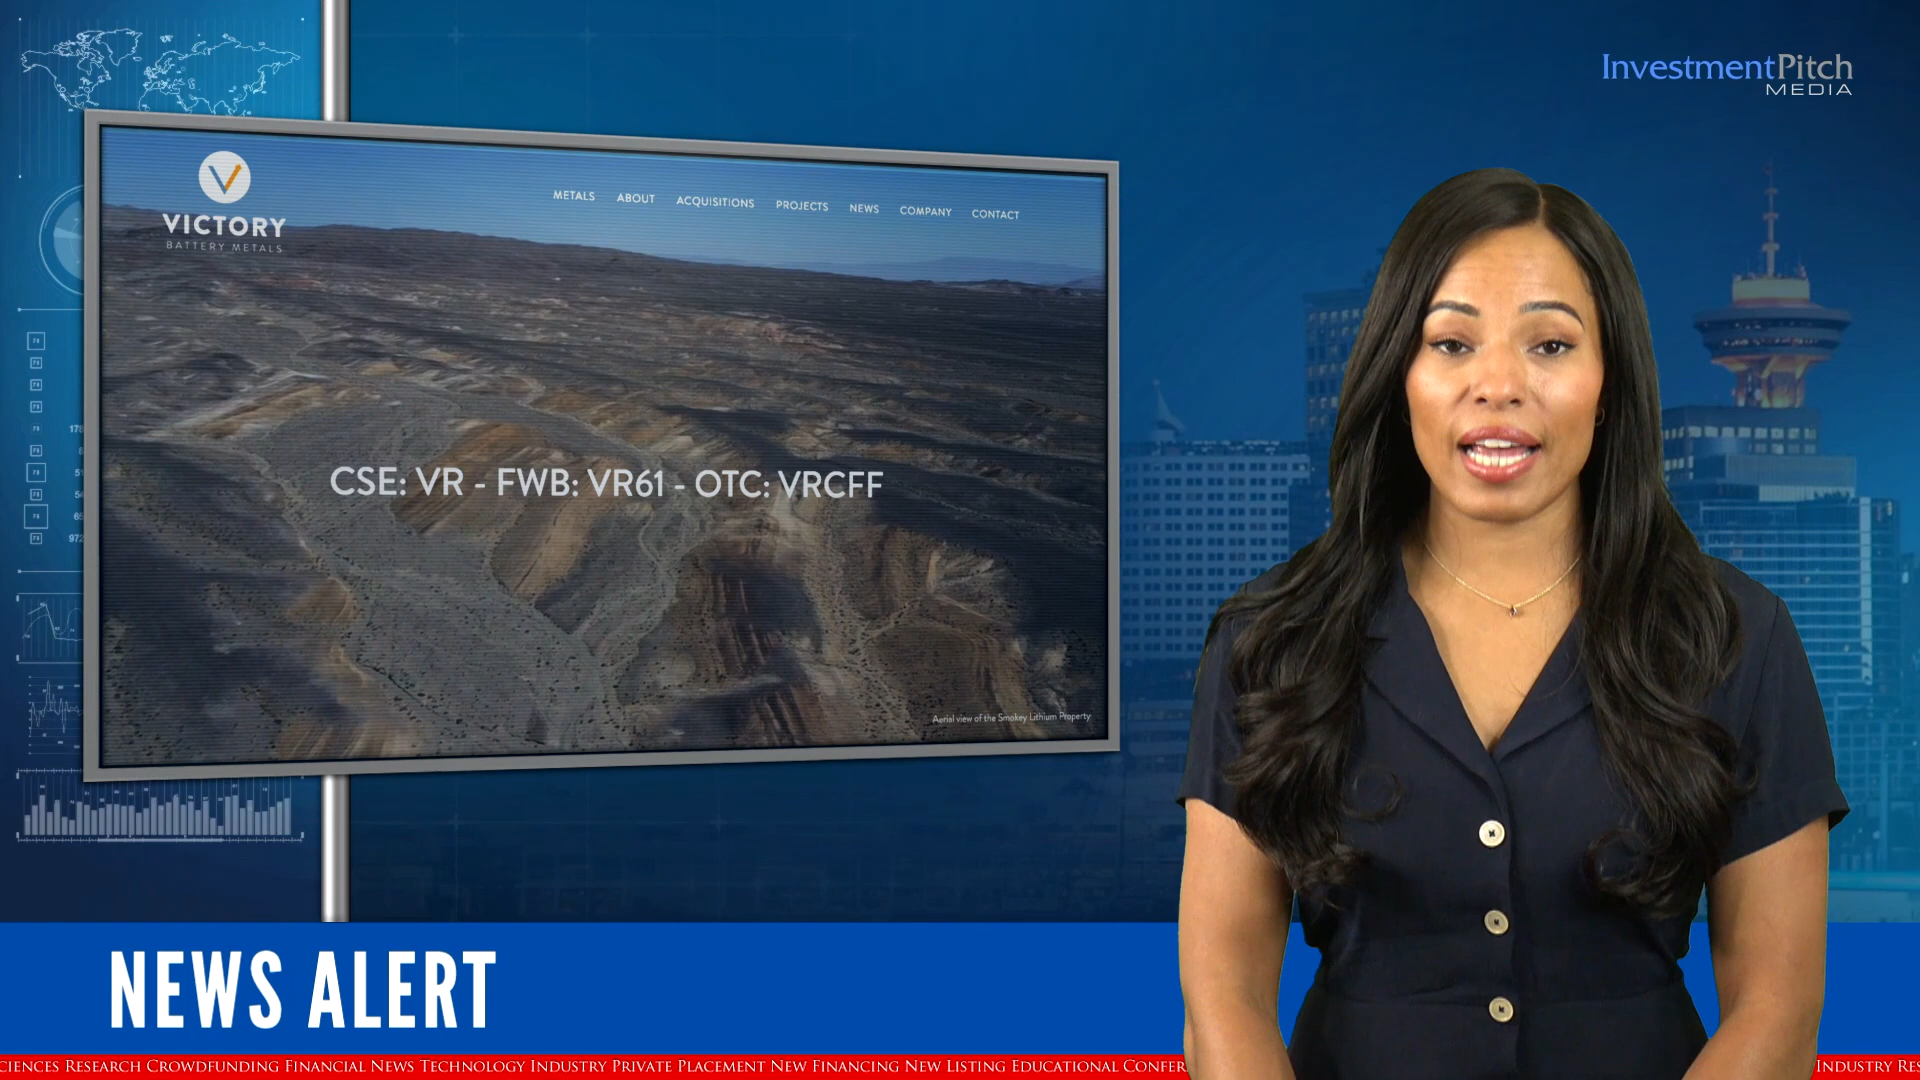 InvestmentPitch
MEDIA
VICTORY
BATTERY METALS
METALS ABOUT ACQUISITIONS PROJECTS NEWS COMPANY CONTACT
CSE: VR - FWB: VR61 - OTC: VRCFF
Aerial view of the Smokey Lithium Property
NEWS ALERT
CIENCES RESEARCH CROWDFUNDING FINANCIAL NEWS TECHNOLOGY INDUSTRY PRIVATE PLACEMENT NEW FINANCING NEW LISTING EDUCATIONAL CONFER
INDUSTRY RES